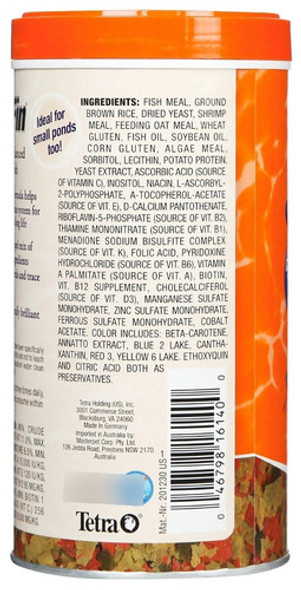 Ideal for
small ponds
too!
INGREDIENTS: FISH MEAL, GROUND
BROWN RICE, DRIED YEAST, SHRIMP
MEAL, FEEDING OAT MEAL, WHEAT
GLUTEN, FISH OIL, SOYBEAN OIL,
CORN GLUTEN, ALGAE MEAL,
SORBITOL, LECITHIN, POTATO PROTEIN,
YEAST EXTRACT, ASCORBIC ACID (SOURCE
OF VITAMIN C), INOSITOL, NIACIN, L-ASCORBYL-
2-POLYPHOSPHATE, A-TOCOPHEROL-ACETATE
(SOURCE OF VIT. E), D-CALCIUM PANTOTHENATE,
RIBOFLAVIN-5-PHOSPHATE (SOURCE OF VIT. B2),
THIAMINE MONONITRATE (SOURCE OF VIT. B1),
MENADIONE SODIUM BISULFITE COMPLEX
(SOURCE OF VIT. K), FOLIC ACID, PYRIDOXINE
HYDROCHLORIDE (SOURCE OF VIT. B6), VITAMIN
A PALMITATE (SOURCE OF VITAMIN A), BIOTIN,
VIT. B12 SUPPLEMENT, CHOLECALCIFEROL
(SOURCE OF VIT. D3), MANGANESE SULFATE
MONOHYDRATE, ZINC SULFATE MONOHYDRATE,
FERROUS SULFATE MONOHYDRATE, COBALT
ACETATE. COLOR INCLUDES: BETA-CAROTENE,
ANNATTO EXTRACT, BLUE 2 LAKE, CANTHA-
XANTHIN, RED 3, YELLOW 6 LAKE. ETHOXYQUIN
AND CITRIC ACID BOTH AS
PRESERVATIVES.
Tetra Holding (US), Inc.
3001 Commerce Street
Blacksburg, VA 24060
Made In Germany
Imported in Australia by:
Masterpet Corp. Pty Ltd.
Prestons NSW 2170
Australia
Mat.-Nr. 201230 US 1
0 46798 16140 0
Tetra